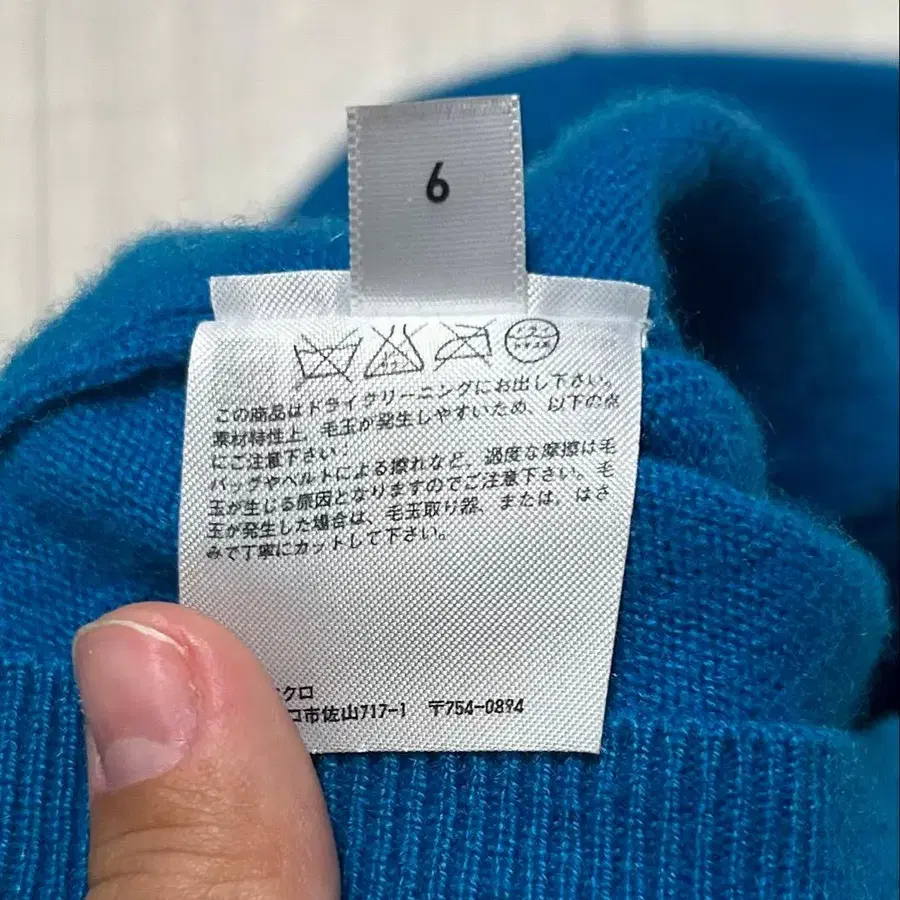 6
この商品はドライクリーニングにお出し下さい。
素材特性上、毛玉が発生しやすいため、以下の点
にご注意下さい。
バッグやベルトによる擦れなど、過度な摩擦は毛
玉が生じる原因となりますのでご注意下さい。毛
玉が発生した場合は、毛玉取り器、または、はさ
みで丁寧にカットして下さい。
クロ
口市佐山717-1 〒754-0894